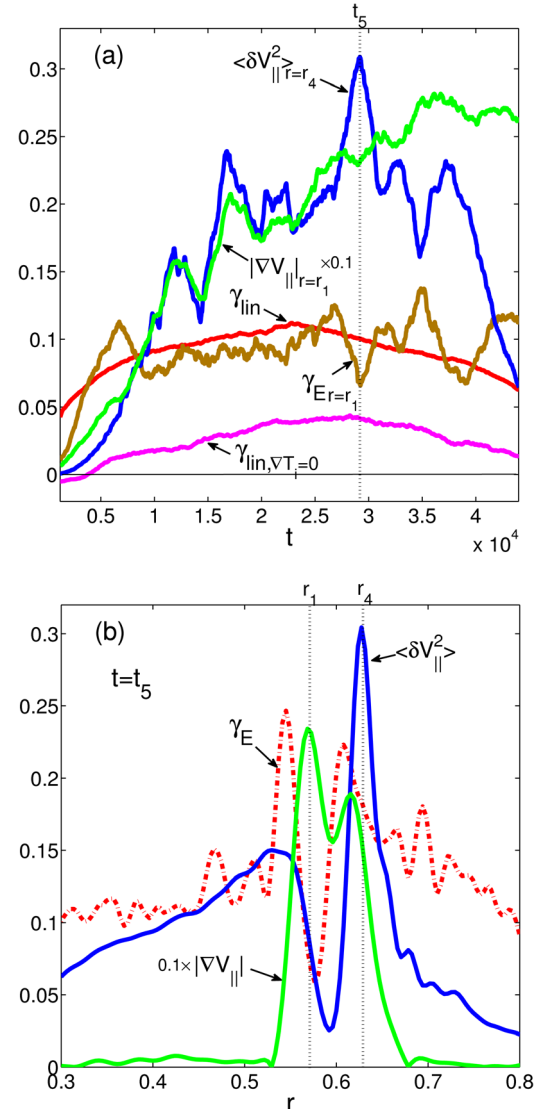 t₅
(a)
<δV∥²>r=r₄
|∇V∥|r=r₁ ×0.1
γlin
γE r=r₁
γlin,∇Tᵢ=0
0.3
0.25
0.2
0.15
0.1
0.05
0
0.5 1 1.5 2 2.5 3 3.5 4
t
x 10⁴
r₁ r₄
(b)
t=t₅
<δV∥²>
γE
0.1×|∇V∥|
0.3
0.25
0.2
0.15
0.1
0.05
0
0.3 0.4 0.5 0.6 0.7 0.8
r